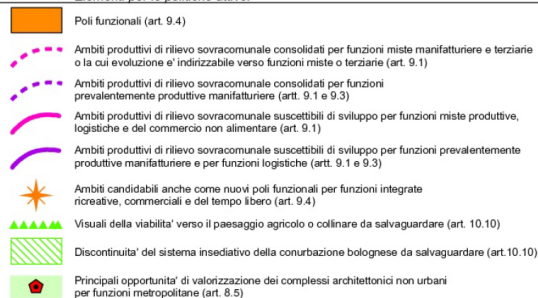 Elementi per le politiche attive:
Poli funzionali (art. 9.4)
Ambiti produttivi di rilievo sovracomunale consolidati per funzioni miste manifatturiere e terziarie
o la cui evoluzione e' indirizzabile verso funzioni miste o terziarie (art. 9.1)
Ambiti produttivi di rilievo sovracomunale consolidati per funzioni
prevalentemente produttive manifatturiere (artt. 9.1 e 9.3)
Ambiti produttivi di rilievo sovracomunale suscettibili di sviluppo per funzioni miste produttive,
logistiche e del commercio non alimentare (art. 9.1)
Ambiti produttivi di rilievo sovracomunale suscettibili di sviluppo per funzioni prevalentemente
produttive manifatturiere e per funzioni logistiche (artt. 9.1 e 9.3)
Ambiti candidabili anche come nuovi poli funzionali per funzioni integrate
ricreative, commerciali e del tempo libero (art. 9.4)
Visuali della viabilita' verso il paesaggio agricolo o collinare da salvaguardare (art. 10.10)
Discontinuita' del sistema insediativo della conurbazione bolognese da salvaguardare (art.10.10)
Principali opportunita' di valorizzazione dei complessi architettonici non urbani
per funzioni metropolitane (art. 8.5)